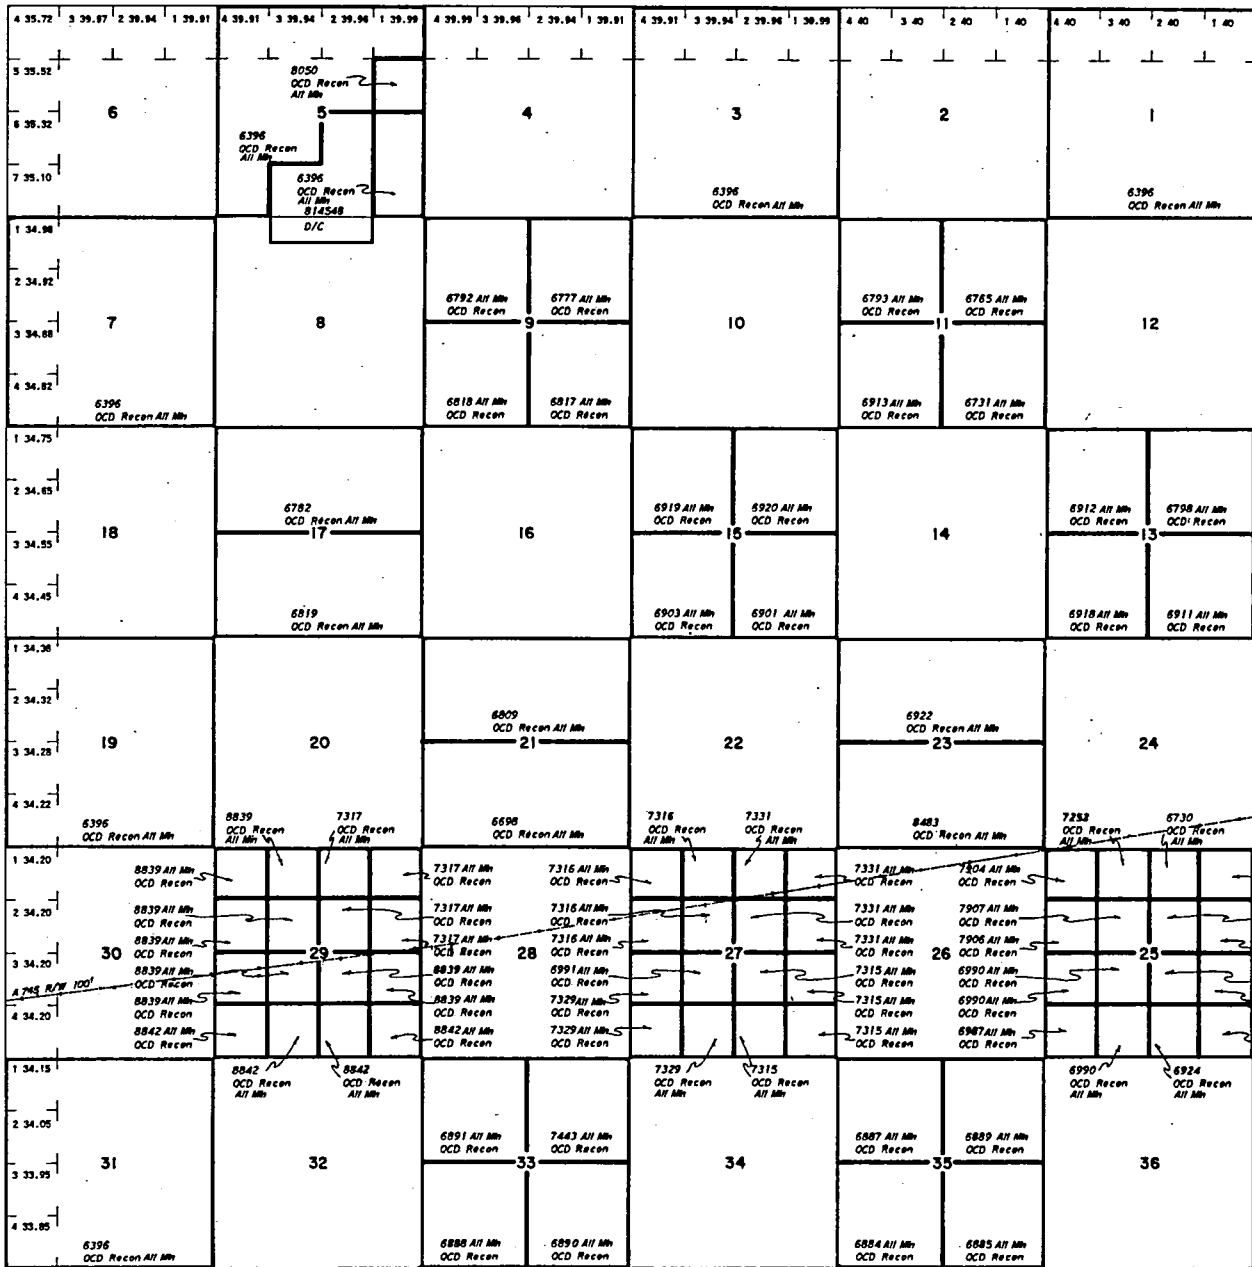 4 35.72 3 39.97 2 39.94 1 39.91 4 39.91 3 39.94 2 39.96 1 39.99 4 39.99 3 39.96 2 39.94 1 39.91 4 39.91 3 39.94 2 39.96 1 39.99 4 40 3 40 2 40 1 40 4 40 3 40 2 40 1 40
5 35.52
8050
OCD Recon
All Min
6 5 4 3 2 1
6 35.32
6396
OCD Recon
All Min
7 35.10
6396
OCD Recon
All Min
814548
D/C
6396
OCD Recon All Min
6396
OCD Recon All Min
1 34.98
2 34.92
6792 All Min 6777 All Min 6793 All Min 6765 All Min
OCD Recon OCD Recon OCD Recon OCD Recon
3 34.88 7 8 9 10 11 12
4 34.82
6396
OCD Recon All Min
6818 All Min 6817 All Min 6913 All Min 6731 All Min
OCD Recon OCD Recon OCD Recon OCD Recon
1 34.75
2 34.65
6782
OCD Recon All Min
6919 All Min 6920 All Min 6912 All Min 6798 All Min
OCD Recon OCD Recon OCD Recon OCD Recon
18 17 16 15 14 13
3 34.55
4 34.45
6819
OCD Recon All Min
6903 All Min 6901 All Min 6918 All Min 6911 All Min
OCD Recon OCD Recon OCD Recon OCD Recon
1 34.36
2 34.32
6809
OCD Recon All Min
6922
OCD Recon All Min
3 34.28 19 20 21 22 23 24
4 34.22
6396
OCD Recon All Min
8839
OCD Recon
All Min
7317
OCD Recon
All Min
6698
OCD Recon All Min
7316
OCD Recon
All Min
7331
OCD Recon
All Min
8483
OCD Recon All Min
7252
OCD Recon
All Min
6730
OCD Recon
All Min
1 34.20
8839 All Min 7317 All Min 7316 All Min 7331 All Min 7904 All Min
OCD Recon OCD Recon OCD Recon OCD Recon OCD Recon
2 34.20
8839 All Min 7317 All Min 7316 All Min 7331 All Min 7907 All Min
OCD Recon OCD Recon OCD Recon OCD Recon OCD Recon
8839 All Min 7317 All Min 7316 All Min 7331 All Min 7906 All Min
OCD Recon OCD Recon OCD Recon OCD Recon OCD Recon
30 29 28 27 26 25
3 34.20
8839 All Min 8839 All Min 6991 All Min 7315 All Min 6990 All Min
OCD Recon OCD Recon OCD Recon OCD Recon OCD Recon
R/W 100'
4 34.20
8839 All Min 8839 All Min 7329 All Min 7315 All Min 6990 All Min
OCD Recon OCD Recon OCD Recon OCD Recon OCD Recon
8842 All Min 8842 All Min 7329 All Min 7315 All Min 6987 All Min
OCD Recon OCD Recon OCD Recon OCD Recon OCD Recon
1 34.15
8842
OCD Recon
All Min
8842
OCD Recon
All Min
7329
OCD Recon
All Min
7315
OCD Recon
All Min
6990
OCD Recon
All Min
6924
OCD Recon
All Min
2 34.05
6891 All Min 7443 All Min 6887 All Min 6889 All Min
OCD Recon OCD Recon OCD Recon OCD Recon
31 32 33 34 35 36
3 33.95
4 33.85
6396
OCD Recon All Min
6888 All Min 6890 All Min 6884 All Min 6885 All Min
OCD Recon OCD Recon OCD Recon OCD Recon